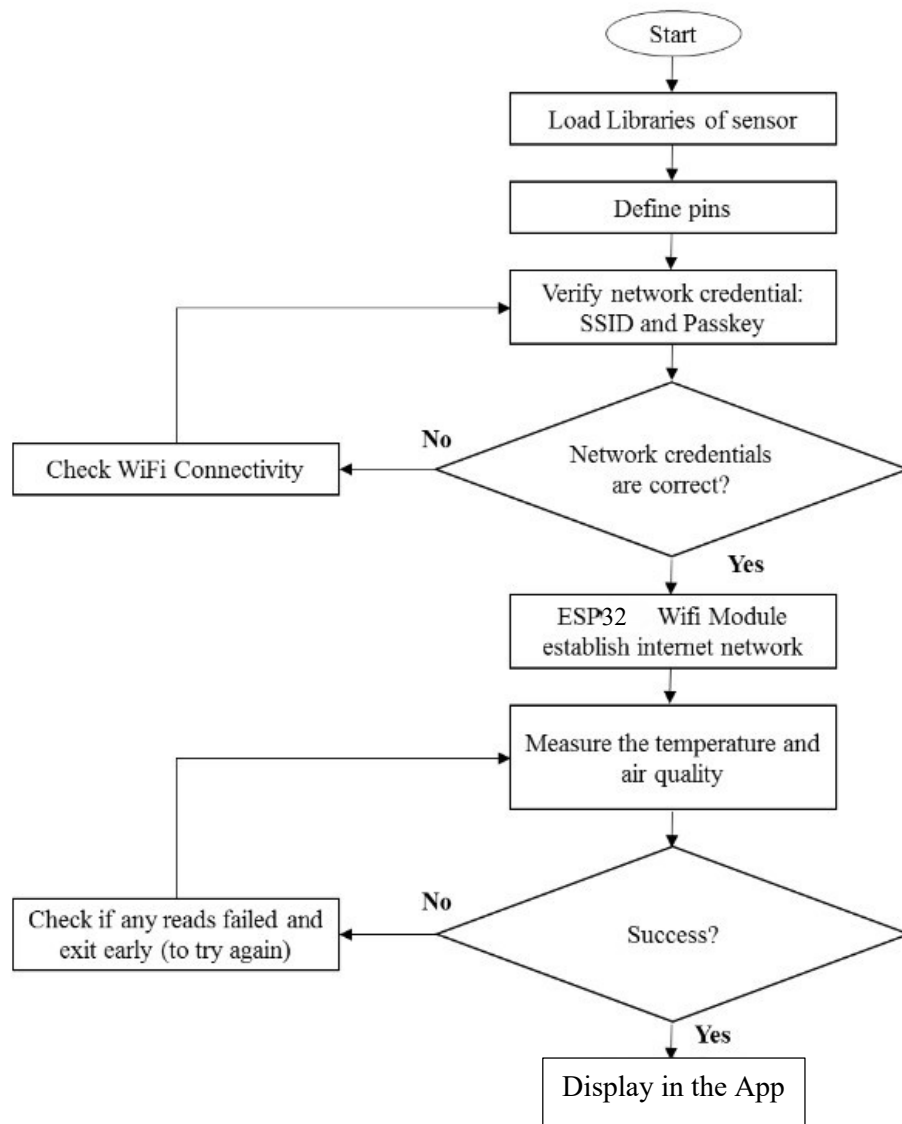 Start
Load Libraries of sensor
Define pins
Verify network credential:
SSID and Passkey
No
Check WiFi Connectivity
Network credentials
are correct?
Yes
ESP32 Wifi Module
establish internet network
Measure the temperature and
air quality
No
Check if any reads failed and
exit early (to try again)
Success?
Yes
Display in the App